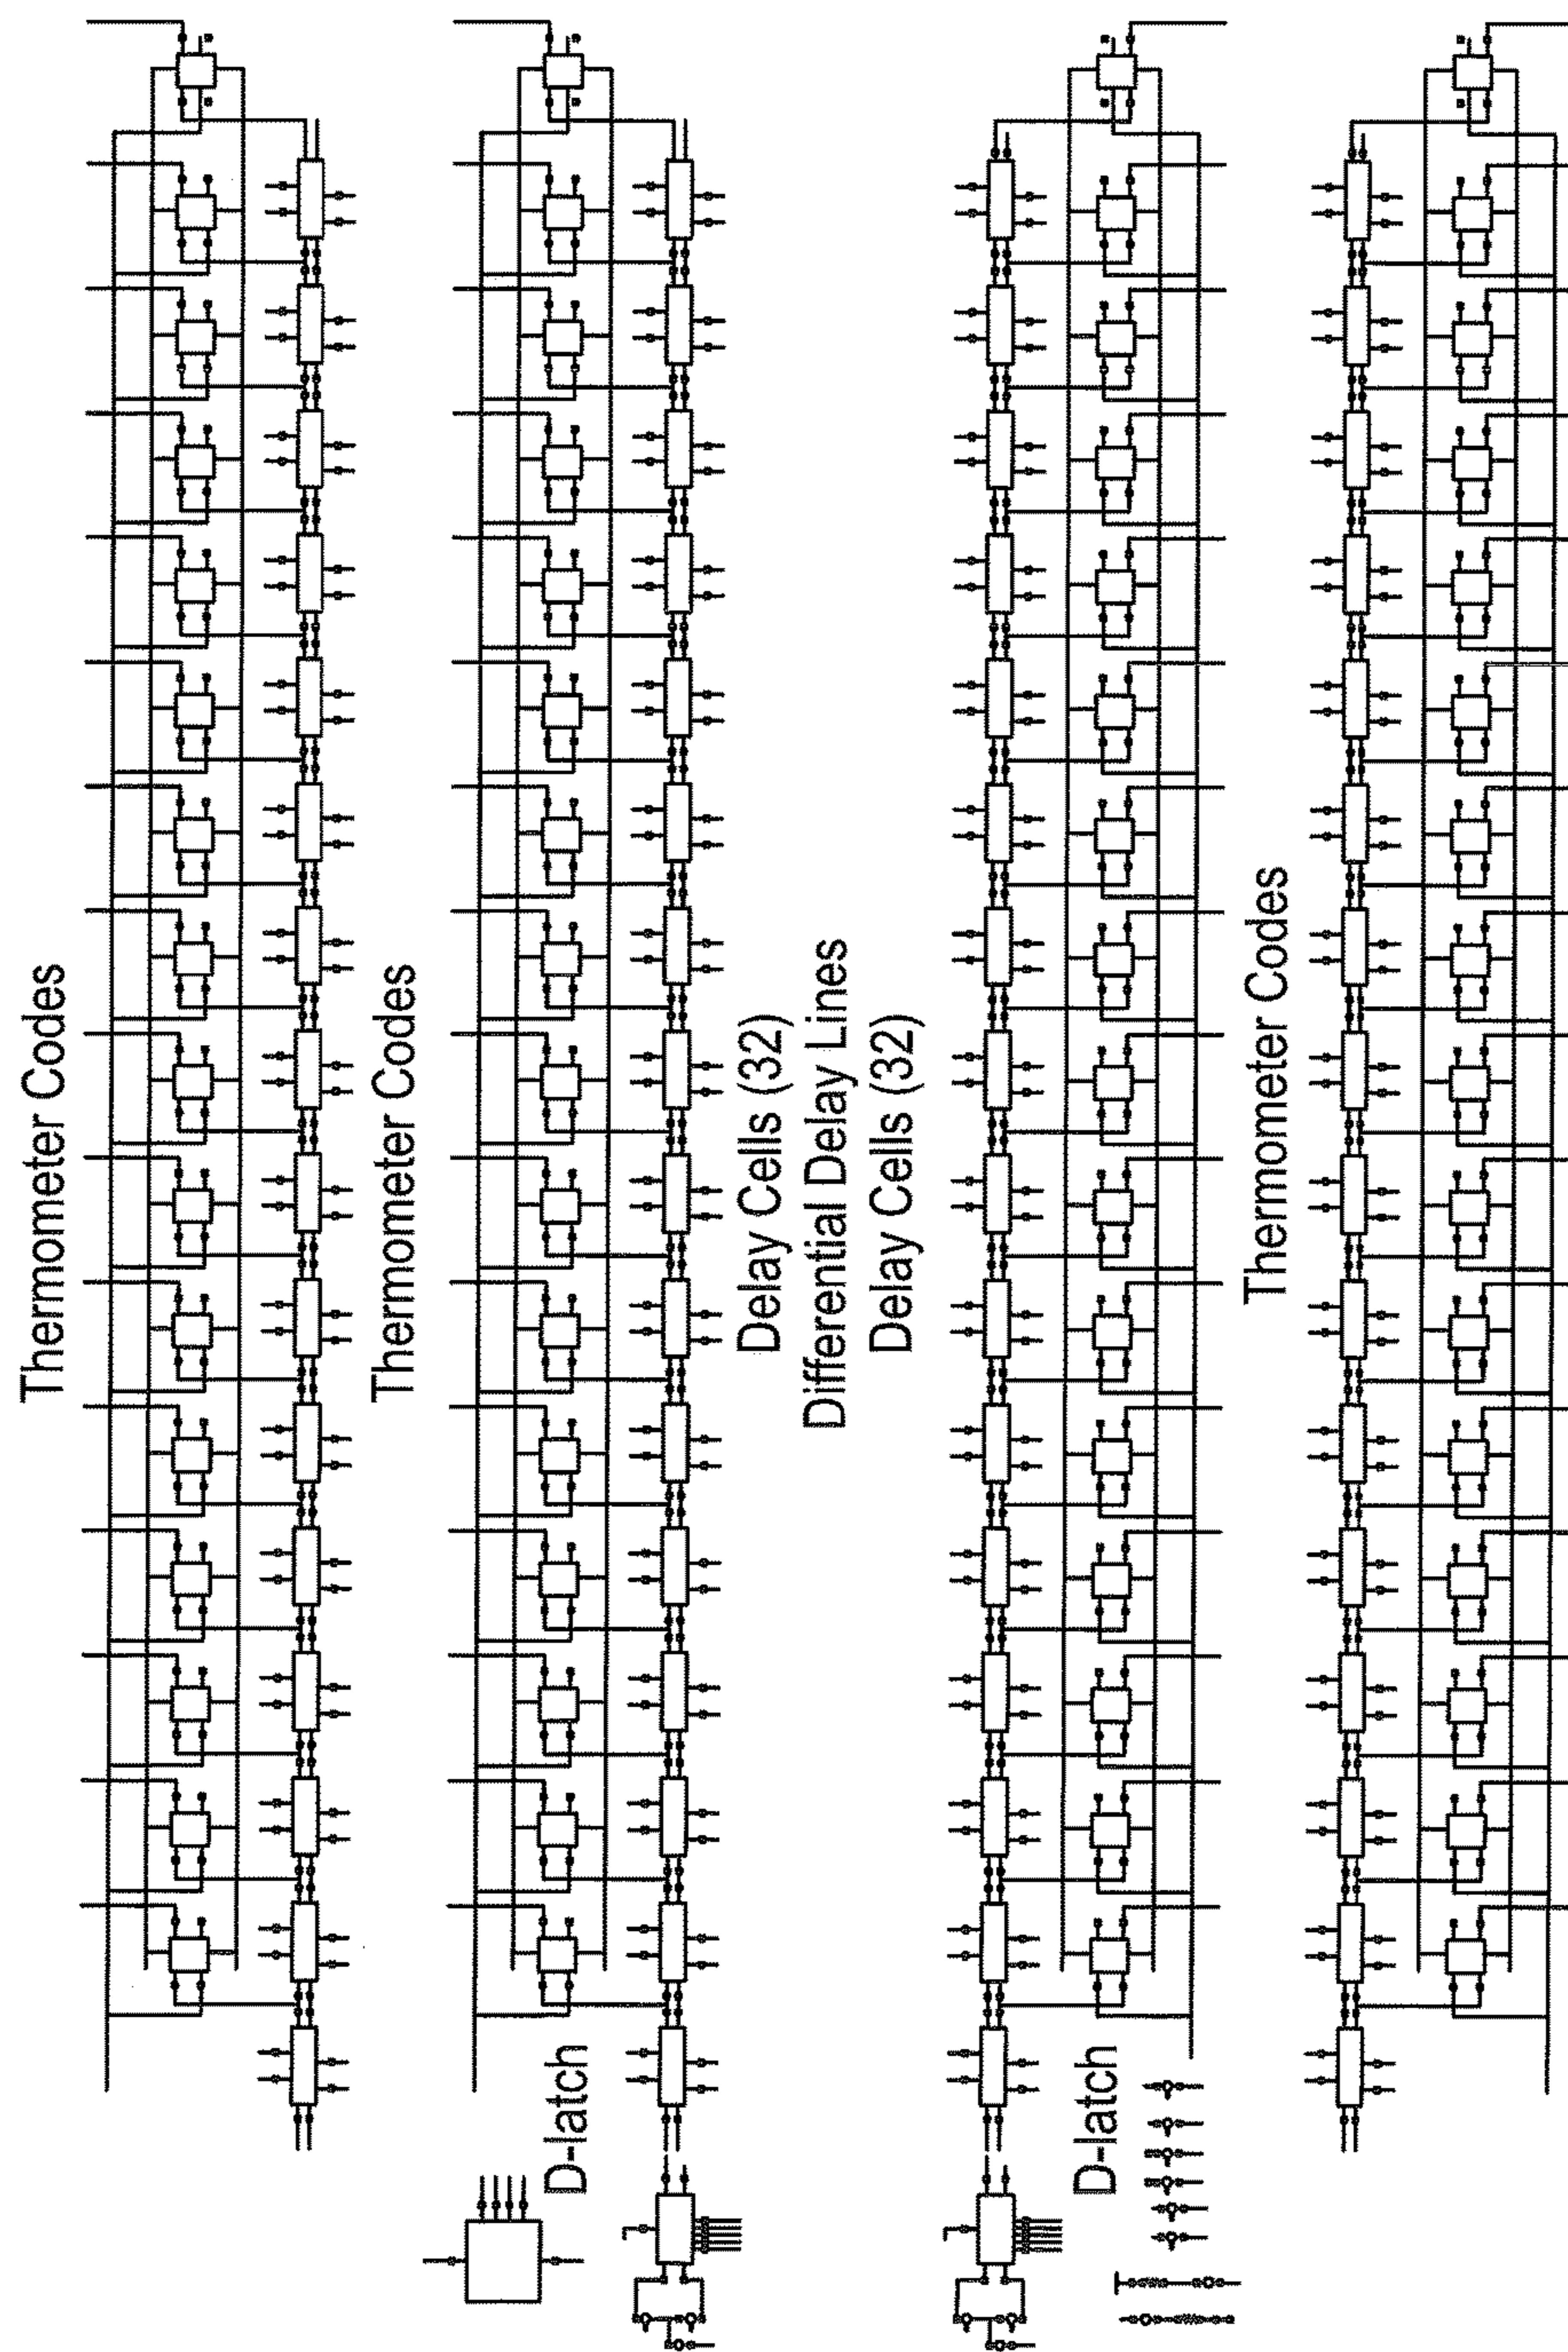 Thermometer Codes
Thermometer Codes
D-latch
Delay Cells (32)
Differential Delay Lines
Delay Cells (32)
D-latch
Thermometer Codes